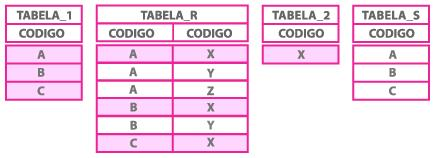 TABELA_1 TABELA_R TABELA_2 TABELA_S
CODIGO CODIGO CODIGO CODIGO CODIGO
A A X X A
B A Y B
C A Z C
B X
B Y
C X